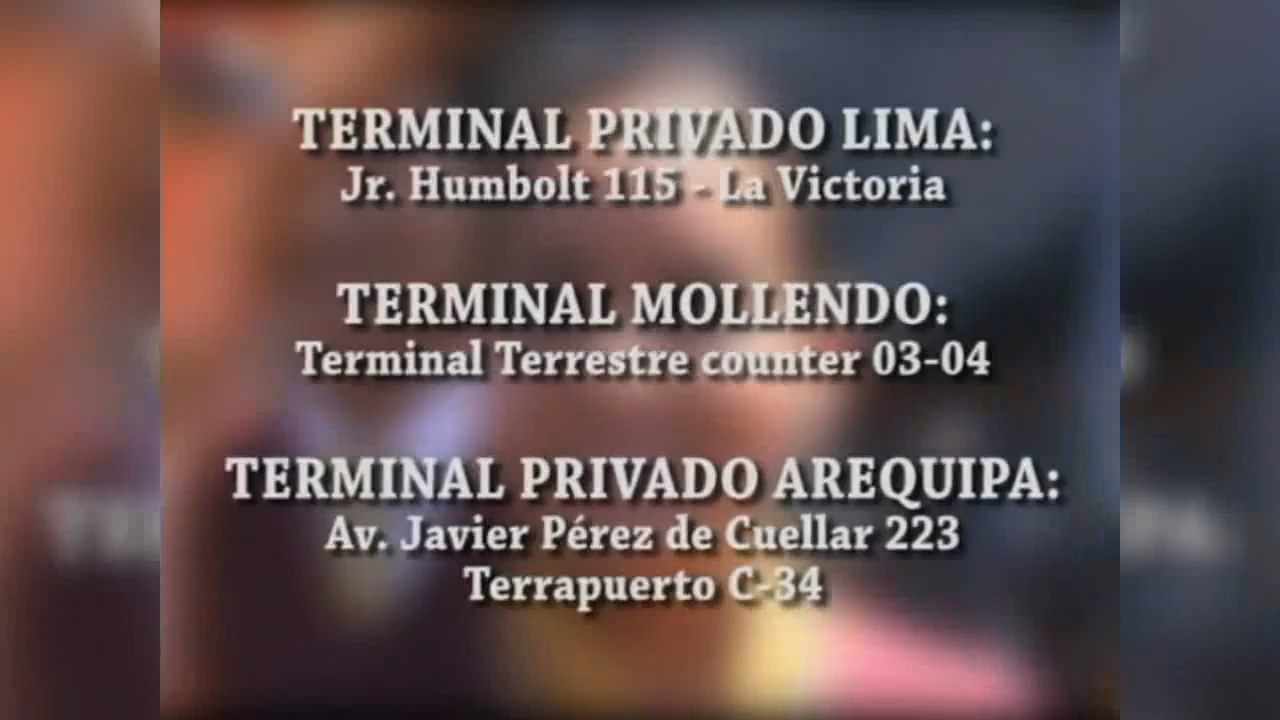 TERMINAL PRIVADO LIMA:
Jr. Humbolt 115 - La Victoria
TERMINAL MOLLENDO:
Terminal Terrestre counter 03-04
TERMINAL PRIVADO AREQUIPA:
Av. Javier Pérez de Cuellar 223
Terrapuerto C-34